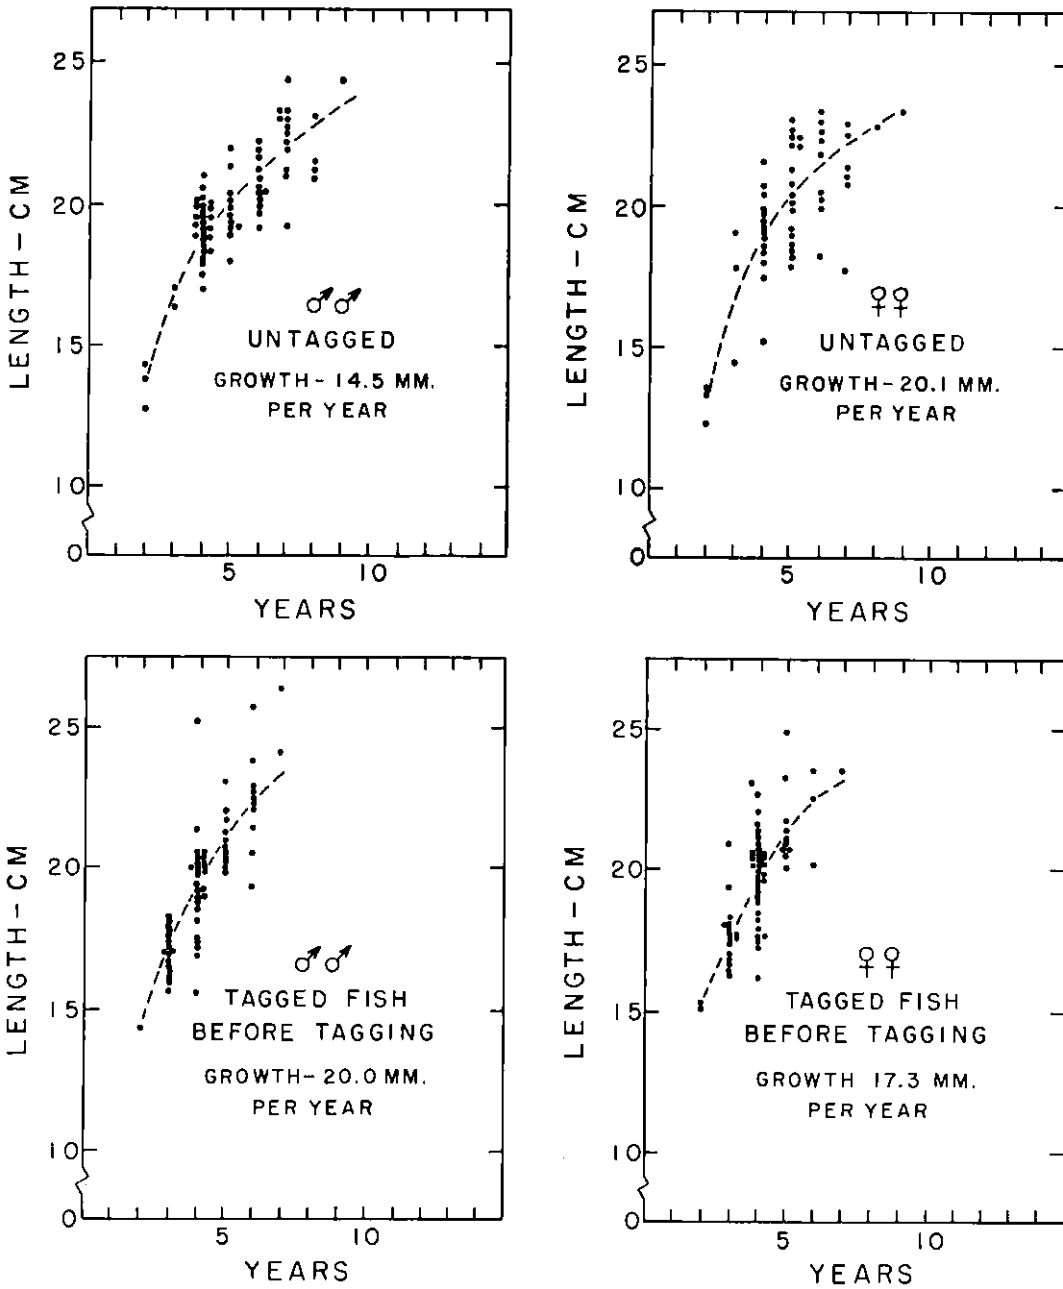 25
20
15
10
0
5
10
LENGTH-CM
YEARS
♂♂
UNTAGGED
GROWTH-14.5 MM.
PER YEAR
25
20
15
10
0
5
10
LENGTH-CM
YEARS
♀♀
UNTAGGED
GROWTH-20.1 MM.
PER YEAR
25
20
15
10
0
5
10
LENGTH-CM
YEARS
♂♂
TAGGED FISH
BEFORE TAGGING
GROWTH-20.0 MM.
PER YEAR
25
20
15
10
0
5
10
LENGTH-CM
YEARS
♀♀
TAGGED FISH
BEFORE TAGGING
GROWTH 17.3 MM.
PER YEAR